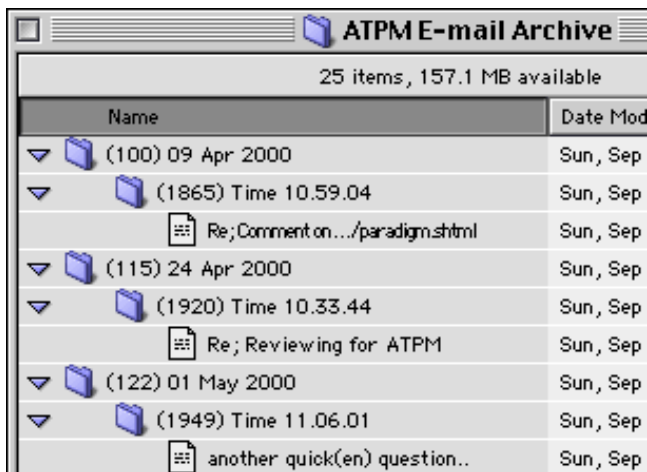 ATPM E-mail Archive
25 items, 157.1 MB available
Name Date Mod
(100) 09 Apr 2000 Sun, Sep
(1865) Time 10.59.04 Sun, Sep
Re;Comment on.../paradigm.shtml Sun, Sep
(115) 24 Apr 2000 Sun, Sep
(1920) Time 10.33.44 Sun, Sep
Re; Reviewing for ATPM Sun, Sep
(122) 01 May 2000 Sun, Sep
(1949) Time 11.06.01 Sun, Sep
another quick(en) question.. Sun, Sep